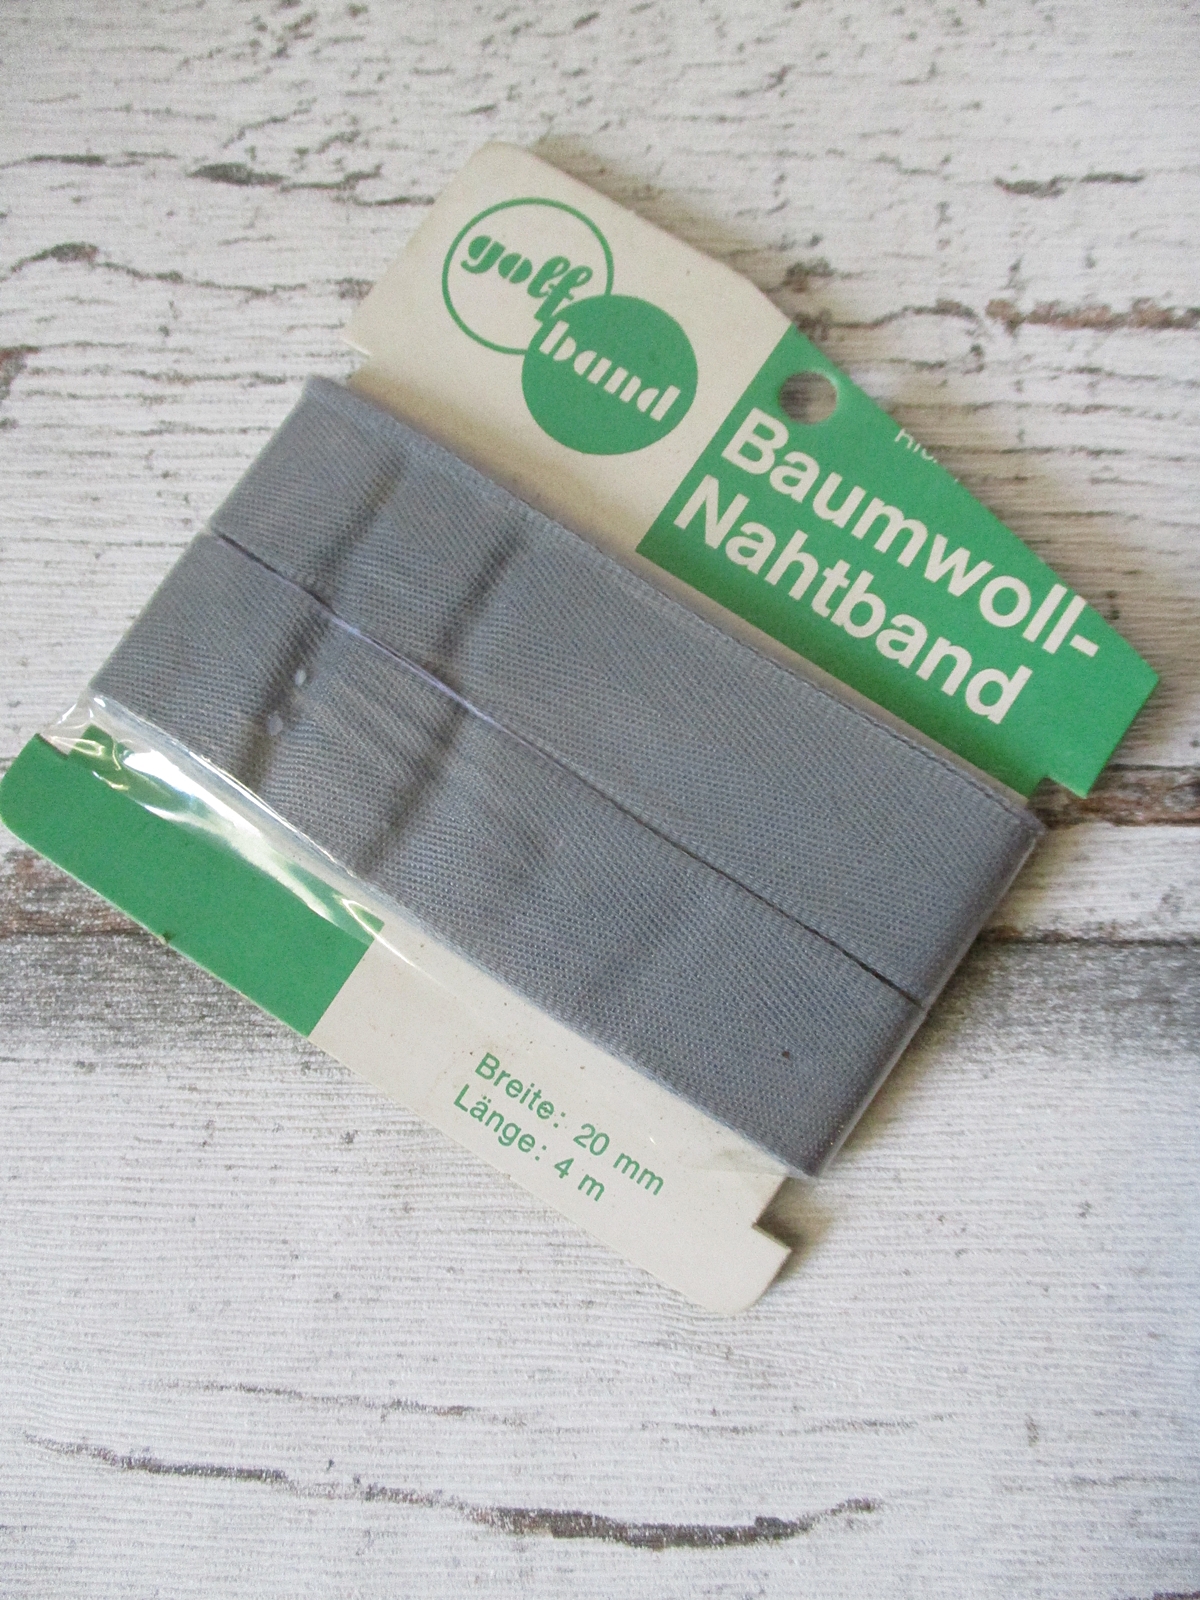 golf
band
Baumwoll-
Nahtband
Breite: 20 mm
Länge: 4 m